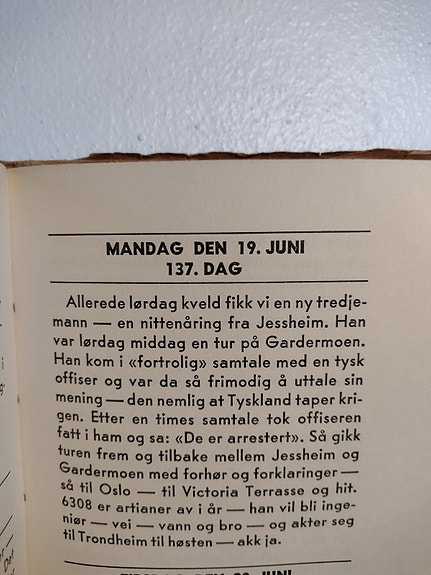 MANDAG DEN 19. JUNI
137. DAG
Allerede lørdag kveld fikk vi en ny tredje-
mann — en nittenåring fra Jessheim. Han
var lørdag middag en tur på Gardermoen.
Han kom i «fortrolig» samtale med en tysk
offiser og var da så frimodig å uttale sin
mening — den nemlig at Tyskland taper kri-
gen. Etter en times samtale tok offiseren
fatt i ham og sa: «De er arrestert». Så gikk
turen frem og tilbake mellem Jessheim og
Gardermoen med forhør og forklaringer —
så til Oslo — til Victoria Terrasse og hit.
6308 er artianer av i år — han vil bli inge-
niør — vei — vann og bro — og akter seg
til Trondheim til høsten — akk ja.